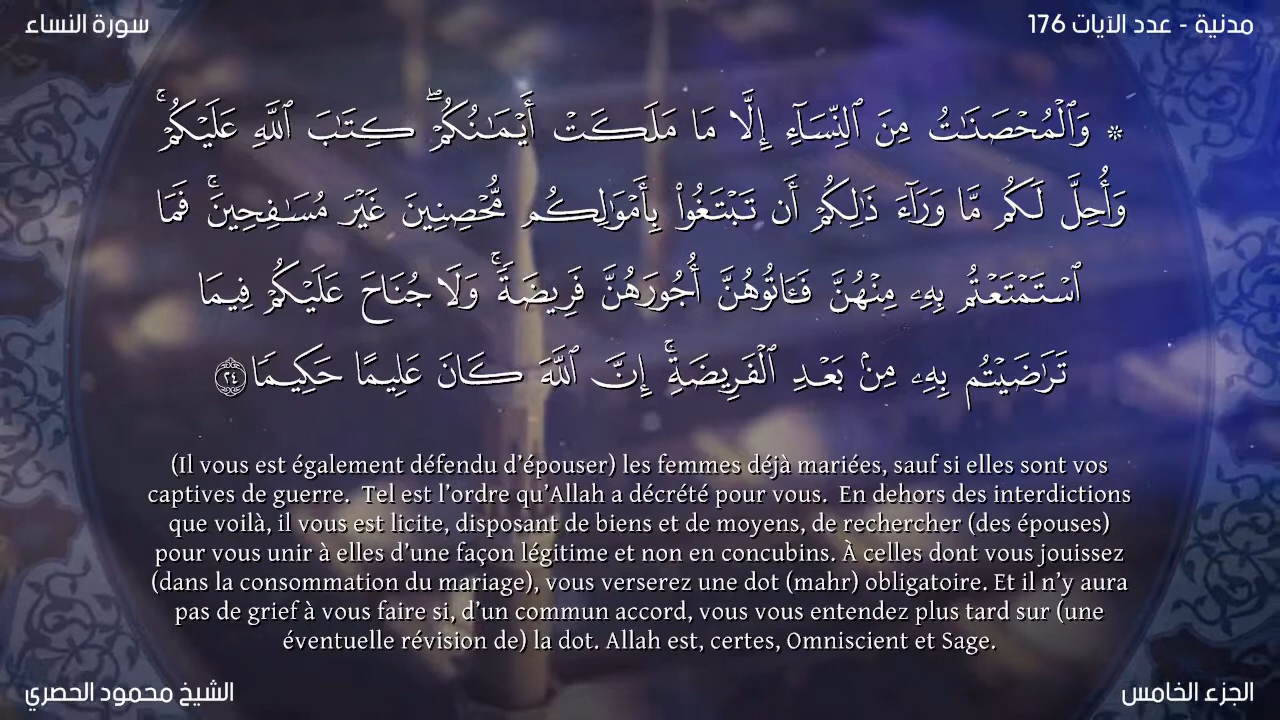 سورة النساء
مدنية - عدد الآيات 176
۞ وَٱلْمُحْصَنَـٰتُ مِنَ ٱلنِّسَآءِ إِلَّا مَا مَلَكَتْ أَيْمَـٰنُكُمْ ۖ كِتَـٰبَ ٱللَّهِ عَلَيْكُمْ ۚ
وَأُحِلَّ لَكُم مَّا وَرَآءَ ذَٰلِكُمْ أَن تَبْتَغُوا۟ بِأَمْوَٰلِكُم مُّحْصِنِينَ غَيْرَ مُسَـٰفِحِينَ ۚ فَمَا
ٱسْتَمْتَعْتُم بِهِۦ مِنْهُنَّ فَـَٔاتُوهُنَّ أُجُورَهُنَّ فَرِيضَةً ۚ وَلَا جُنَاحَ عَلَيْكُمْ فِيمَا
تَرَٰضَيْتُم بِهِۦ مِنۢ بَعْدِ ٱلْفَرِيضَةِ ۚ إِنَّ ٱللَّهَ كَانَ عَلِيمًا حَكِيمًا ٢٤
(Il vous est également défendu d’épouser) les femmes déjà mariées, sauf si elles sont vos
captives de guerre.  Tel est l’ordre qu’Allah a décrété pour vous.  En dehors des interdictions
que voilà, il vous est licite, disposant de biens et de moyens, de rechercher (des épouses)
pour vous unir à elles d’une façon légitime et non en concubins. À celles dont vous jouissez
(dans la consommation du mariage), vous verserez une dot (mahr) obligatoire. Et il n’y aura
pas de grief à vous faire si, d’un commun accord, vous vous entendez plus tard sur (une
éventuelle révision de) la dot. Allah est, certes, Omniscient et Sage.
الشيخ محمود الحصري
الجزء الخامس